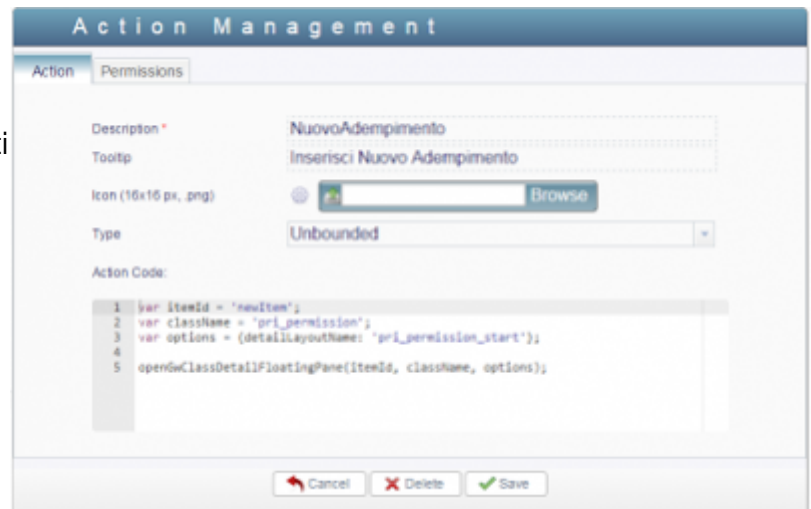 Action Management
Action Permissions
ti
Description * NuovoAdempimento
Tooltip Inserisci Nuovo Adempimento
Icon (16x16 px, .png) Browse
Type Unbounded
Action Code:
1 var itemId = 'newItem';
2 var className = 'pri_permission';
3 var options = {detailLayoutName: 'pri_permission_start'};
4
5 openGwClassDetailFloatingPane(itemId, className, options);
Cancel Delete Save